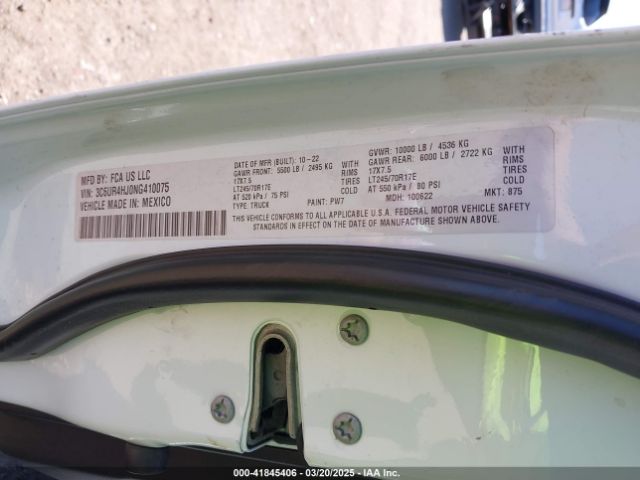 MFD BY: FCA US LLC
VIN: 3C6UR4HJ0NG410075
VEHICLE MADE IN: MEXICO
DATE OF MFR (BUILT): 10-22
GAWR FRONT: 5500 LB / 2495 KG
17X7.5
LT245/70R17E
AT 520 kPa / 75 PSI
TYPE: TRUCK
WITH
RIMS
TIRES
COLD
PAINT: PW7
GVWR: 10000 LB / 4536 KG
GAWR REAR: 6000 LB / 2722 KG
17X7.5
LT245/70R17E
AT 550 kPa / 80 PSI
MDH: 100622
WITH
RIMS
TIRES
COLD
MKT: 875
THIS VEHICLE CONFORMS TO ALL APPLICABLE U.S.A. FEDERAL MOTOR VEHICLE SAFETY
STANDARDS IN EFFECT ON THE DATE OF MANUFACTURE SHOWN ABOVE.
000-41845406 - 03/20/2025 - IAA Inc.